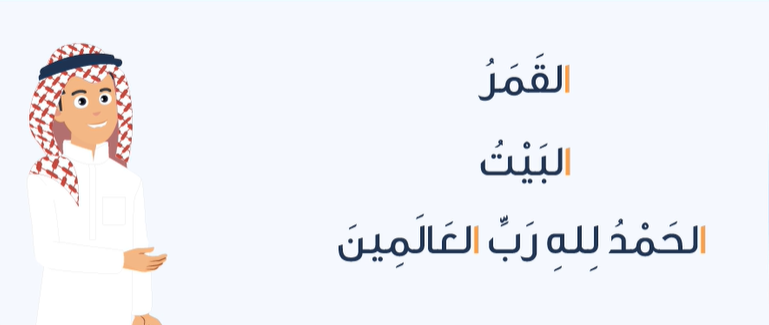 القَمَرُ
البَيْتُ
الحَمْدُ لِلهِ رَبِّ العَالَمِينَ